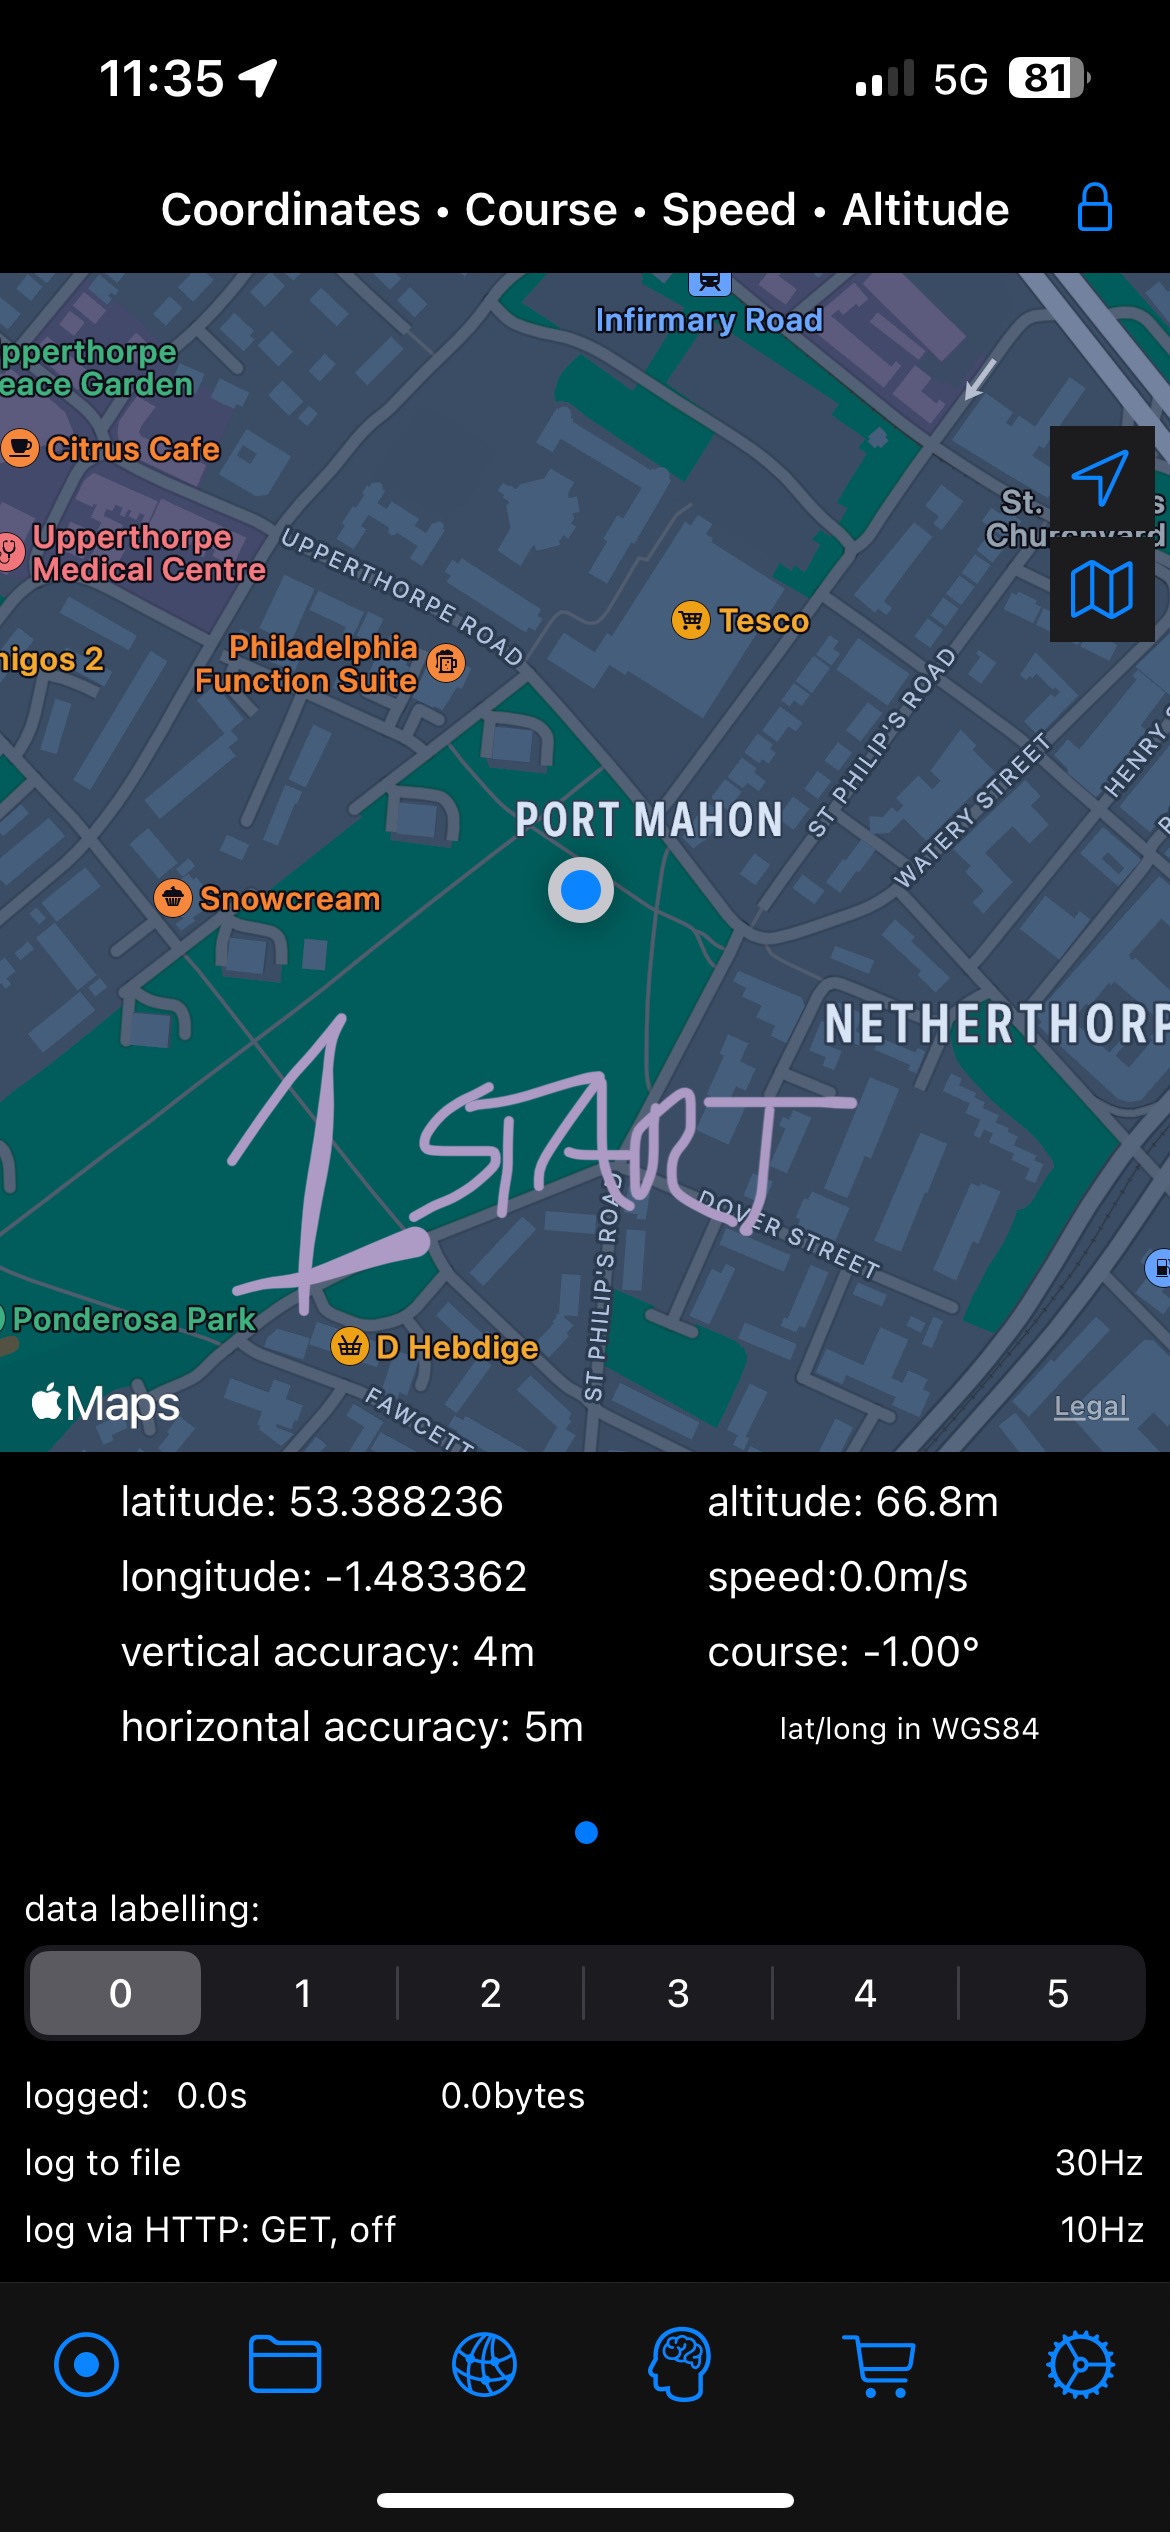 11:35
5G
81
Coordinates • Course • Speed • Altitude
Infirmary Road
pperthorpe
eace Garden
Citrus Cafe
St.
Upperthorpe
Medical Centre
UPPERTHORPE ROAD
Tesco
Philadelphia
Function Suite
nigos 2
ST PHILIP'S ROAD
WATERY STREET
HENRY S
PORT MAHON
Snowcream
NETHERTHORP
1 START
DOVER STREET
ST PHILIP'S ROAD
Ponderosa Park
D Hebdige
FAWCETT
Maps
Legal
latitude: 53.388236
altitude: 66.8m
longitude: -1.483362
speed:0.0m/s
vertical accuracy: 4m
course: -1.00°
horizontal accuracy: 5m
lat/long in WGS84
data labelling:
0 1 2 3 4 5
logged: 0.0s 0.0bytes
log to file 30Hz
log via HTTP: GET, off 10Hz